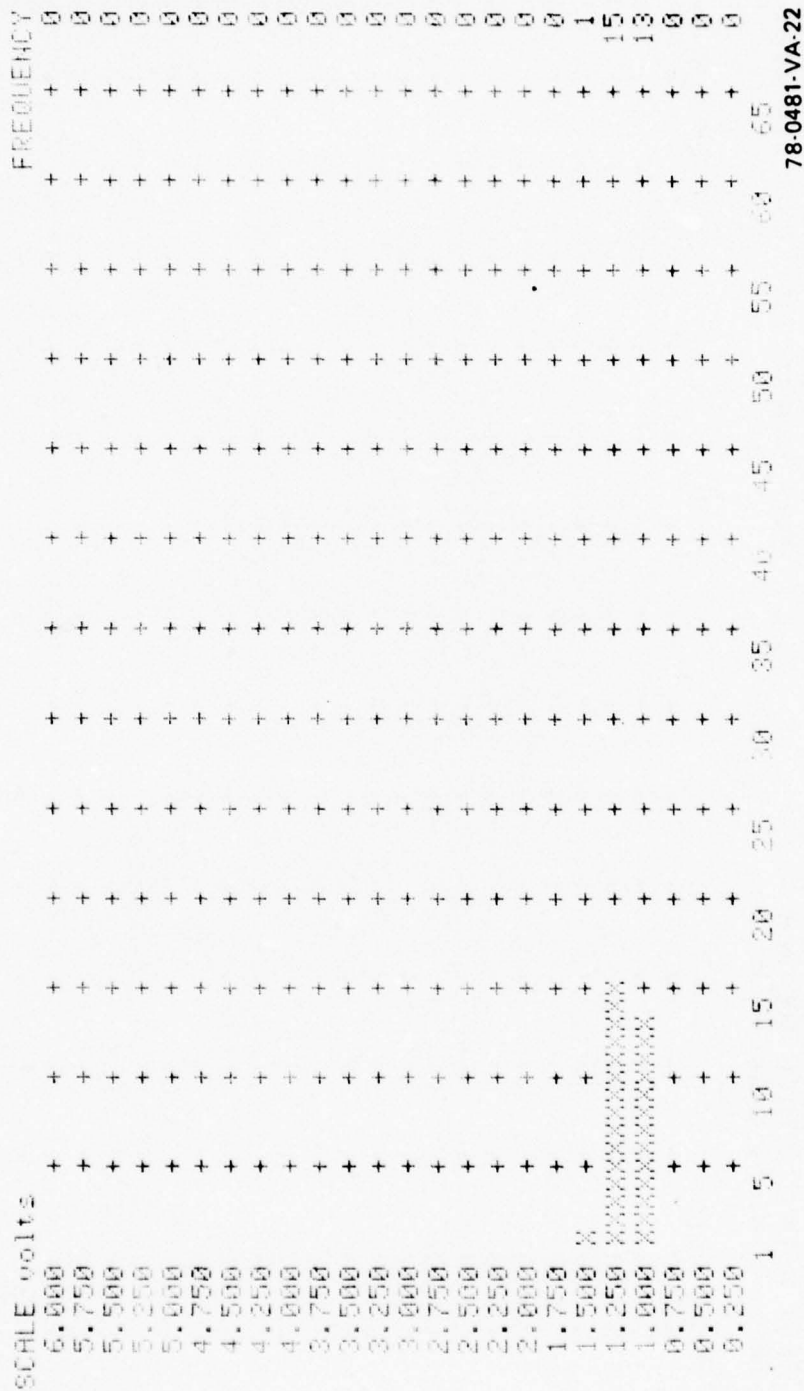 SCALE volts FREQUENCY
6.000 + + + + + + + + + + + + + 0
5.750 + + + + + + + + + + + + + 0
5.500 + + + + + + + + + + + + + 0
5.250 + + + + + + + + + + + + + 0
5.000 + + + + + + + + + + + + + 0
4.750 + + + + + + + + + + + + + 0
4.500 + + + + + + + + + + + + + 0
4.250 + + + + + + + + + + + + + 0
4.000 + + + + + + + + + + + + + 0
3.750 + + + + + + + + + + + + + 0
3.500 + + + + + + + + + + + + + 0
3.250 + + + + + + + + + + + + + 0
3.000 + + + + + + + + + + + + + 0
2.750 + + + + + + + + + + + + + 0
2.500 + + + + + + + + + + + + + 0
2.250 + + + + + + + + + + + + + 0
2.000 + + + + + + + + + + + + + 0
1.750 + + + + + + + + + + + + + 0
1.500 X + + + + + + + + + + + + + 1
1.250 XXXXXXXXXXXXXXX + + + + + + + + + + 15
1.000 XXXXXXXXXXXXX + + + + + + + + + + + 13
0.750 + + + + + + + + + + + + + 0
0.500 + + + + + + + + + + + + + 0
0.250 + + + + + + + + + + + + + 0
1 5 10 15 20 25 30 35 40 45 50 55 60 65
78-0481-VA-22